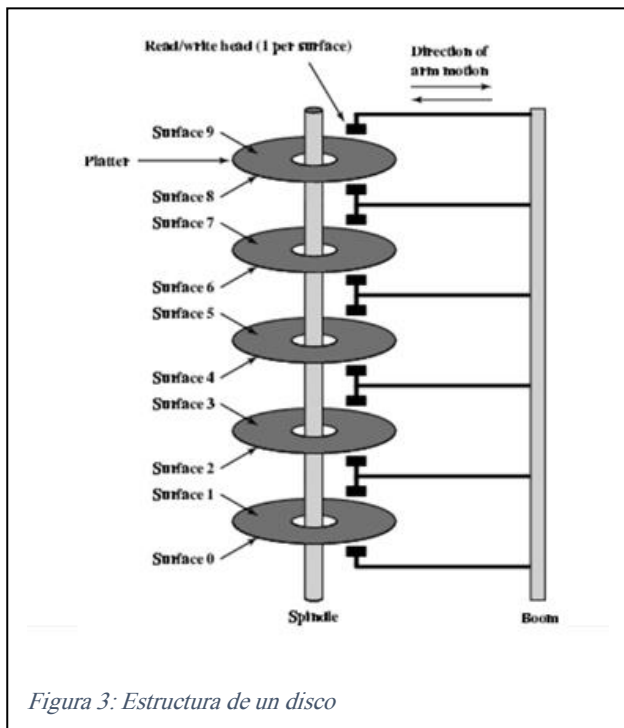 Read/write head (1 per surface)
Direction of
arm motion
Surface 9
Platter
Surface 8
Surface 7
Surface 6
Surface 5
Surface 4
Surface 3
Surface 2
Surface 1
Surface 0
Spindle
Boom
Figura 3: Estructura de un disco